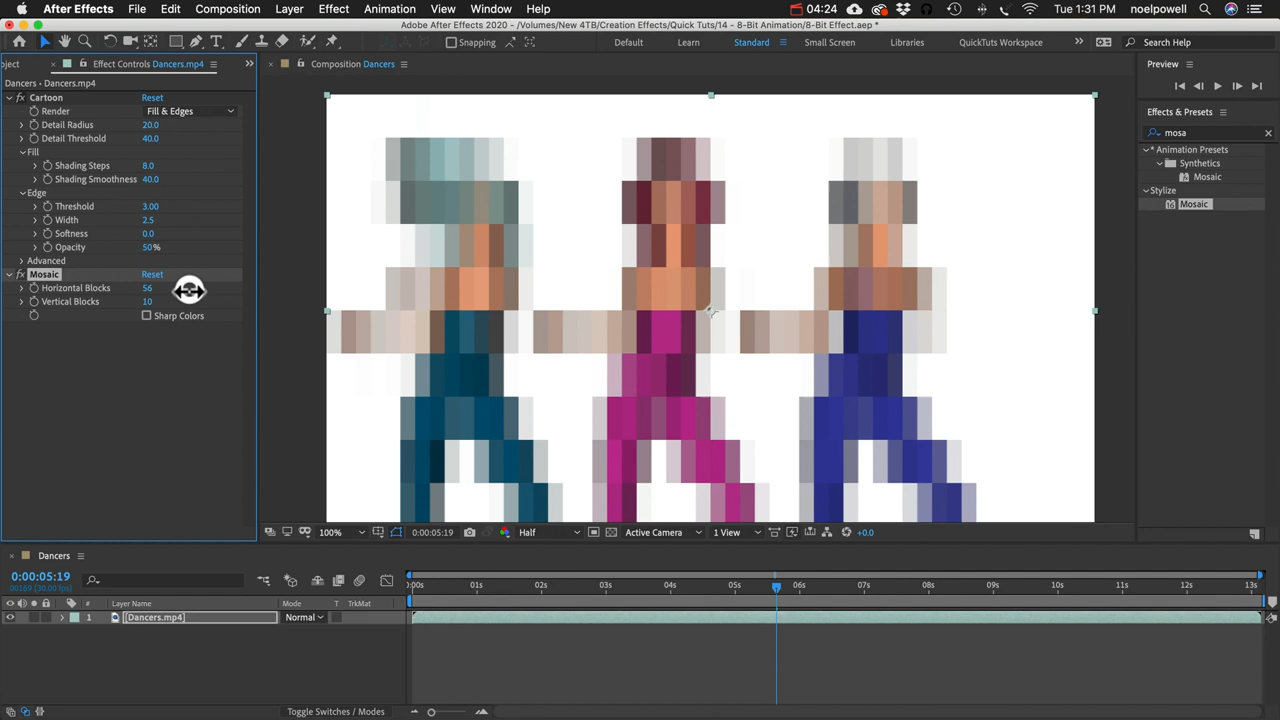 After Effects File Edit Composition Layer Effect Animation View Window Help 04:24 Tue 1:31 PM noelpowell
Adobe After Effects 2020 - /Volumes/New 4TB/Creation Effects/Quick Tuts/14 - 8-Bit Animation/8-Bit Effect.aep *
Snapping Default Learn Standard Small Screen Libraries QuickTuts Workspace Search Help
oject Effect Controls Dancers.mp4 Composition Dancers Preview
Dancers • Dancers.mp4
fx Cartoon Reset
Render Fill & Edges
Detail Radius 20.0
Detail Threshold 40.0
Fill
Shading Steps 8.0
Shading Smoothness 40.0
Edge
Threshold 3.00
Width 2.5
Softness 0.0
Opacity 50%
Advanced
fx Mosaic Reset
Horizontal Blocks 56
Vertical Blocks 10
Sharp Colors
Effects & Presets
mosa
* Animation Presets
Synthetics
Mosaic
Stylize
Mosaic
100% 0:00:05:19 Half Active Camera 1 View +0.0
Dancers
0:00:05:19
00169 (30.00 fps)
:00s 01s 02s 03s 04s 05s 06s 07s 08s 09s 10s 11s 12s 13s
# Layer Name Mode T TrkMat
1 [Dancers.mp4] Normal
Toggle Switches / Modes